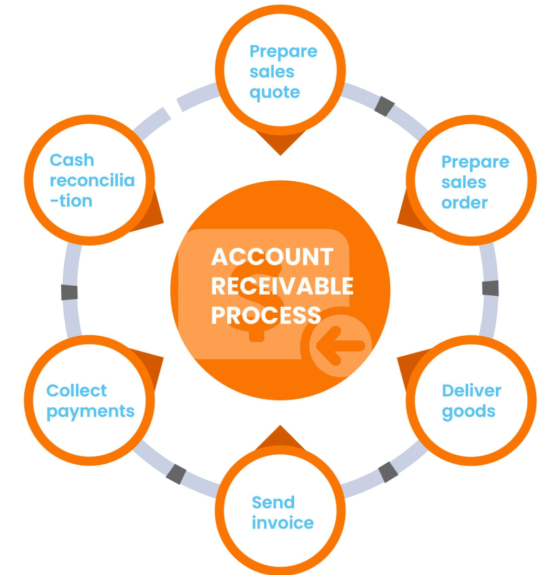 Prepare
sales
quote
Prepare
sales
order
Deliver
goods
Send
invoice
Collect
payments
Cash
reconcilia
-tion
ACCOUNT
RECEIVABLE
PROCESS
$